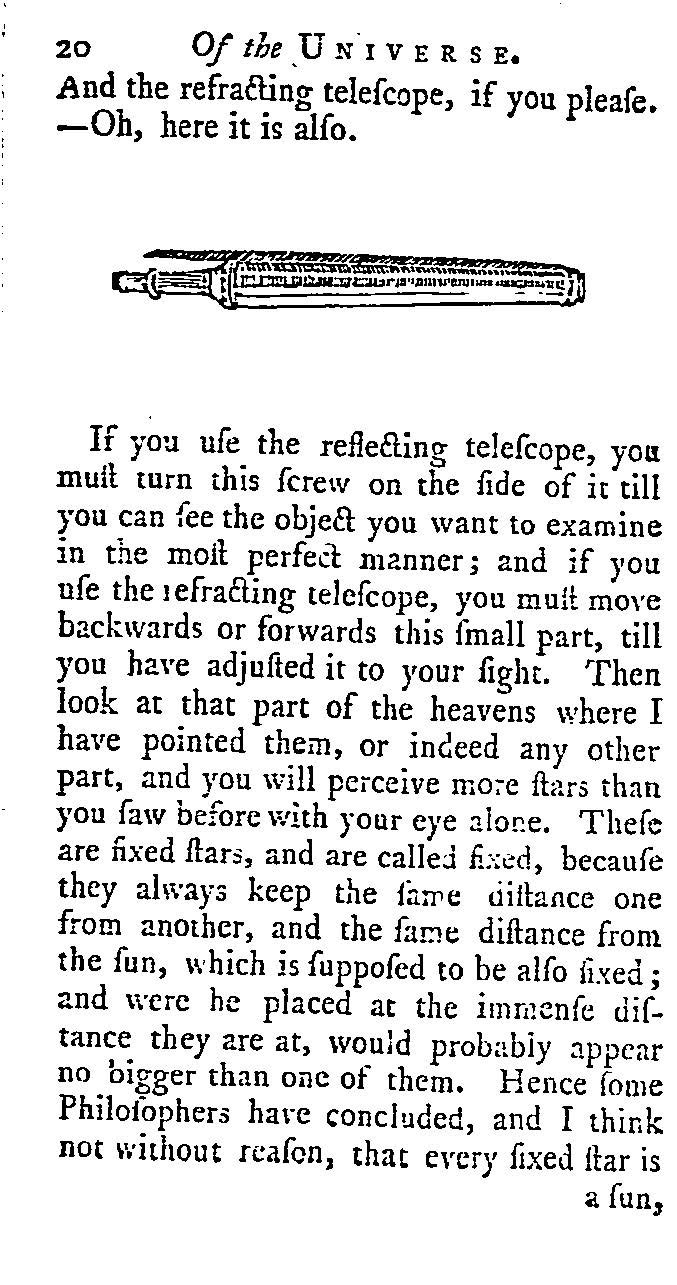 20 Of the UNIVERSE.
And the refracting teleſcope, if you pleaſe.
—Oh, here it is alſo.
If you uſe the reflecting teleſcope, you
muſt turn this ſcrew on the ſide of it till
you can ſee the object you want to examine
in the moſt perfect manner; and if you
uſe the refracting teleſcope, you muſt move
backwards or forwards this ſmall part, till
you have adjuſted it to your ſight. Then
look at that part of the heavens where I
have pointed them, or indeed any other
part, and you will perceive more ſtars than
you ſaw before with your eye alone. Theſe
are fixed ſtars, and are called fixed, becauſe
they always keep the ſame diſtance one
from another, and the ſame diſtance from
the ſun, which is ſuppoſed to be alſo fixed;
and were he placed at the immenſe diſ-
tance they are at, would probably appear
no bigger than one of them. Hence ſome
Philoſophers have concluded, and I think
not without reaſon, that every fixed ſtar is
a ſun,